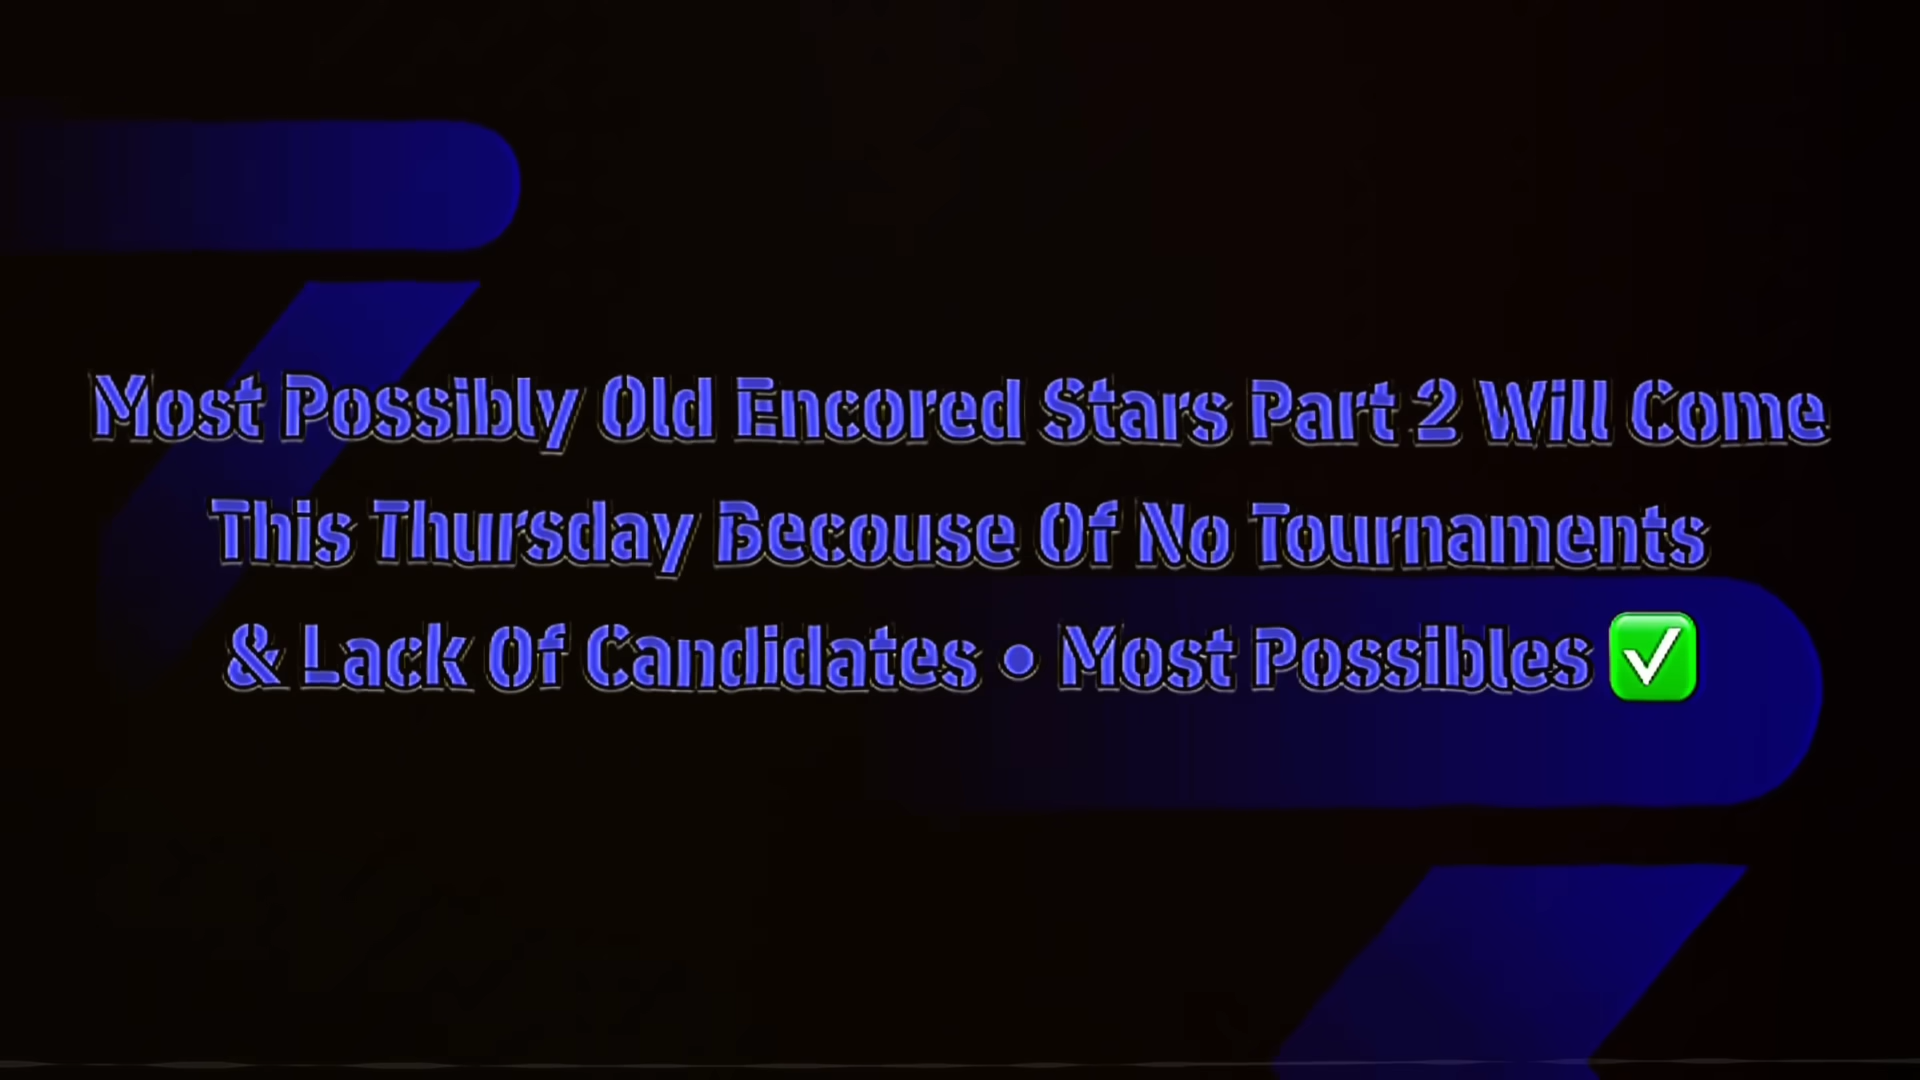 Most Possibly Old Encored Stars Part 2 Will Come
This Thursday Becouse Of No Tournaments
& Lack Of Candidates • Most Possibles ✅